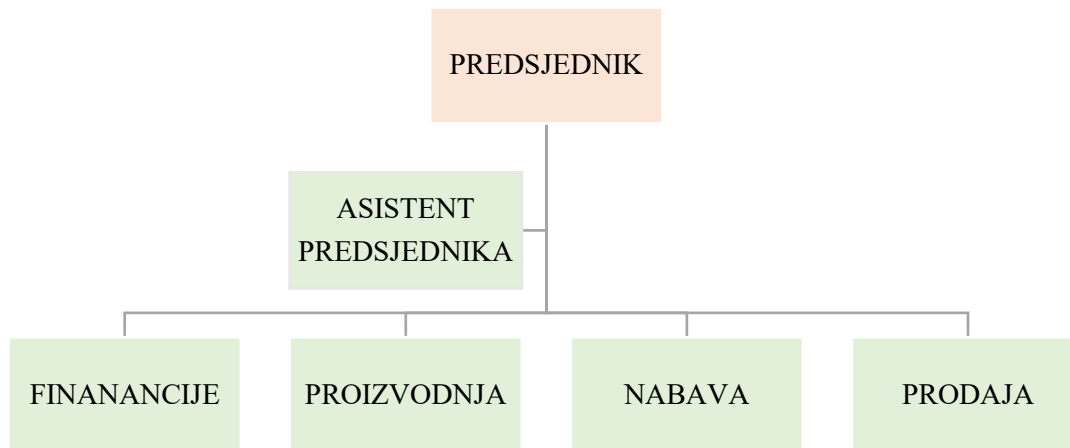 PREDSJEDNIK
ASISTENT
PREDSJEDNIKA
FINANANCIJE
PROIZVODNJA
NABAVA
PRODAJA